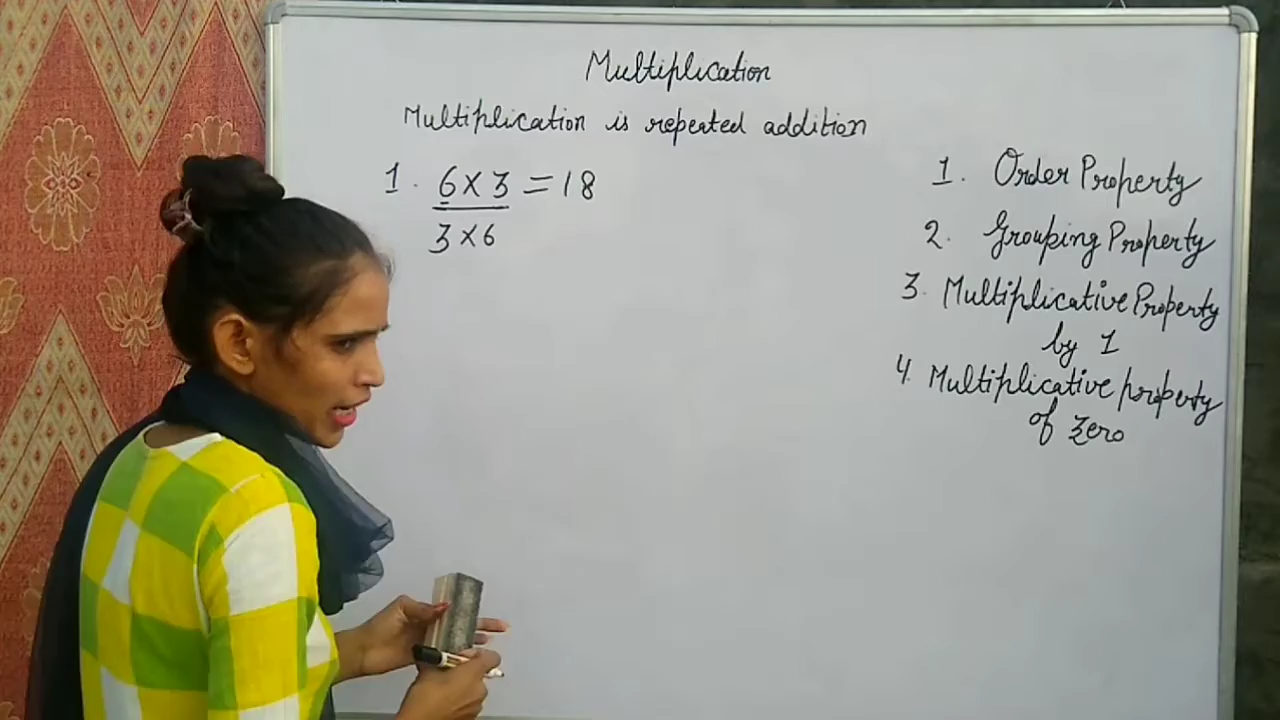 Multiplication
Multiplication is repeated addition
1. 6 x 3 = 18
3 x 6
1. Order Property
2. Grouping Property
3. Multiplicative Property
by 1
4. Multiplicative property
of zero